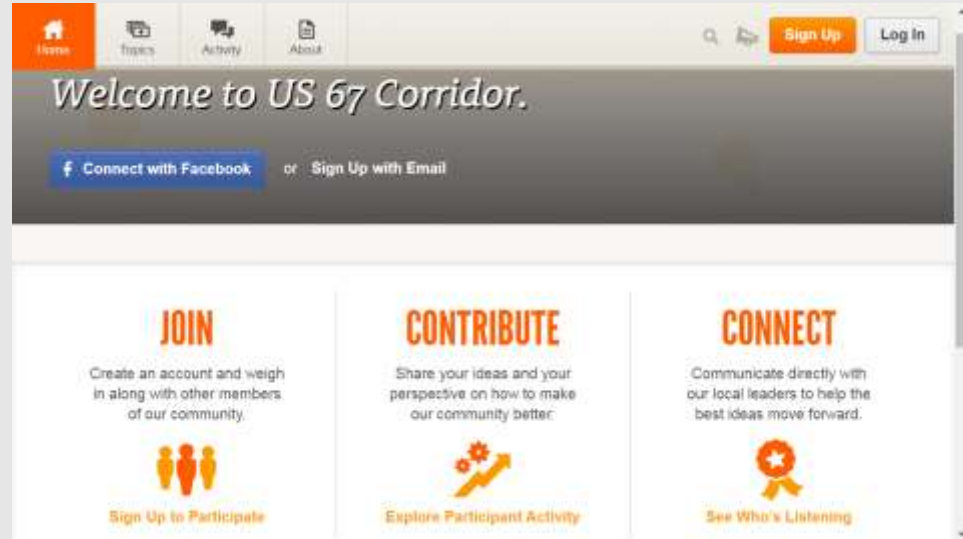 Home
Topics
Activity
About
Sign Up
Log In
Welcome to US 67 Corridor.
f Connect with Facebook or Sign Up with Email
JOIN
Create an account and weigh
in along with other members
of our community.
Sign Up to Participate
CONTRIBUTE
Share your ideas and your
perspective on how to make
our community better.
Explore Participant Activity
CONNECT
Communicate directly with
our local leaders to help the
best ideas move forward.
See Who's Listening